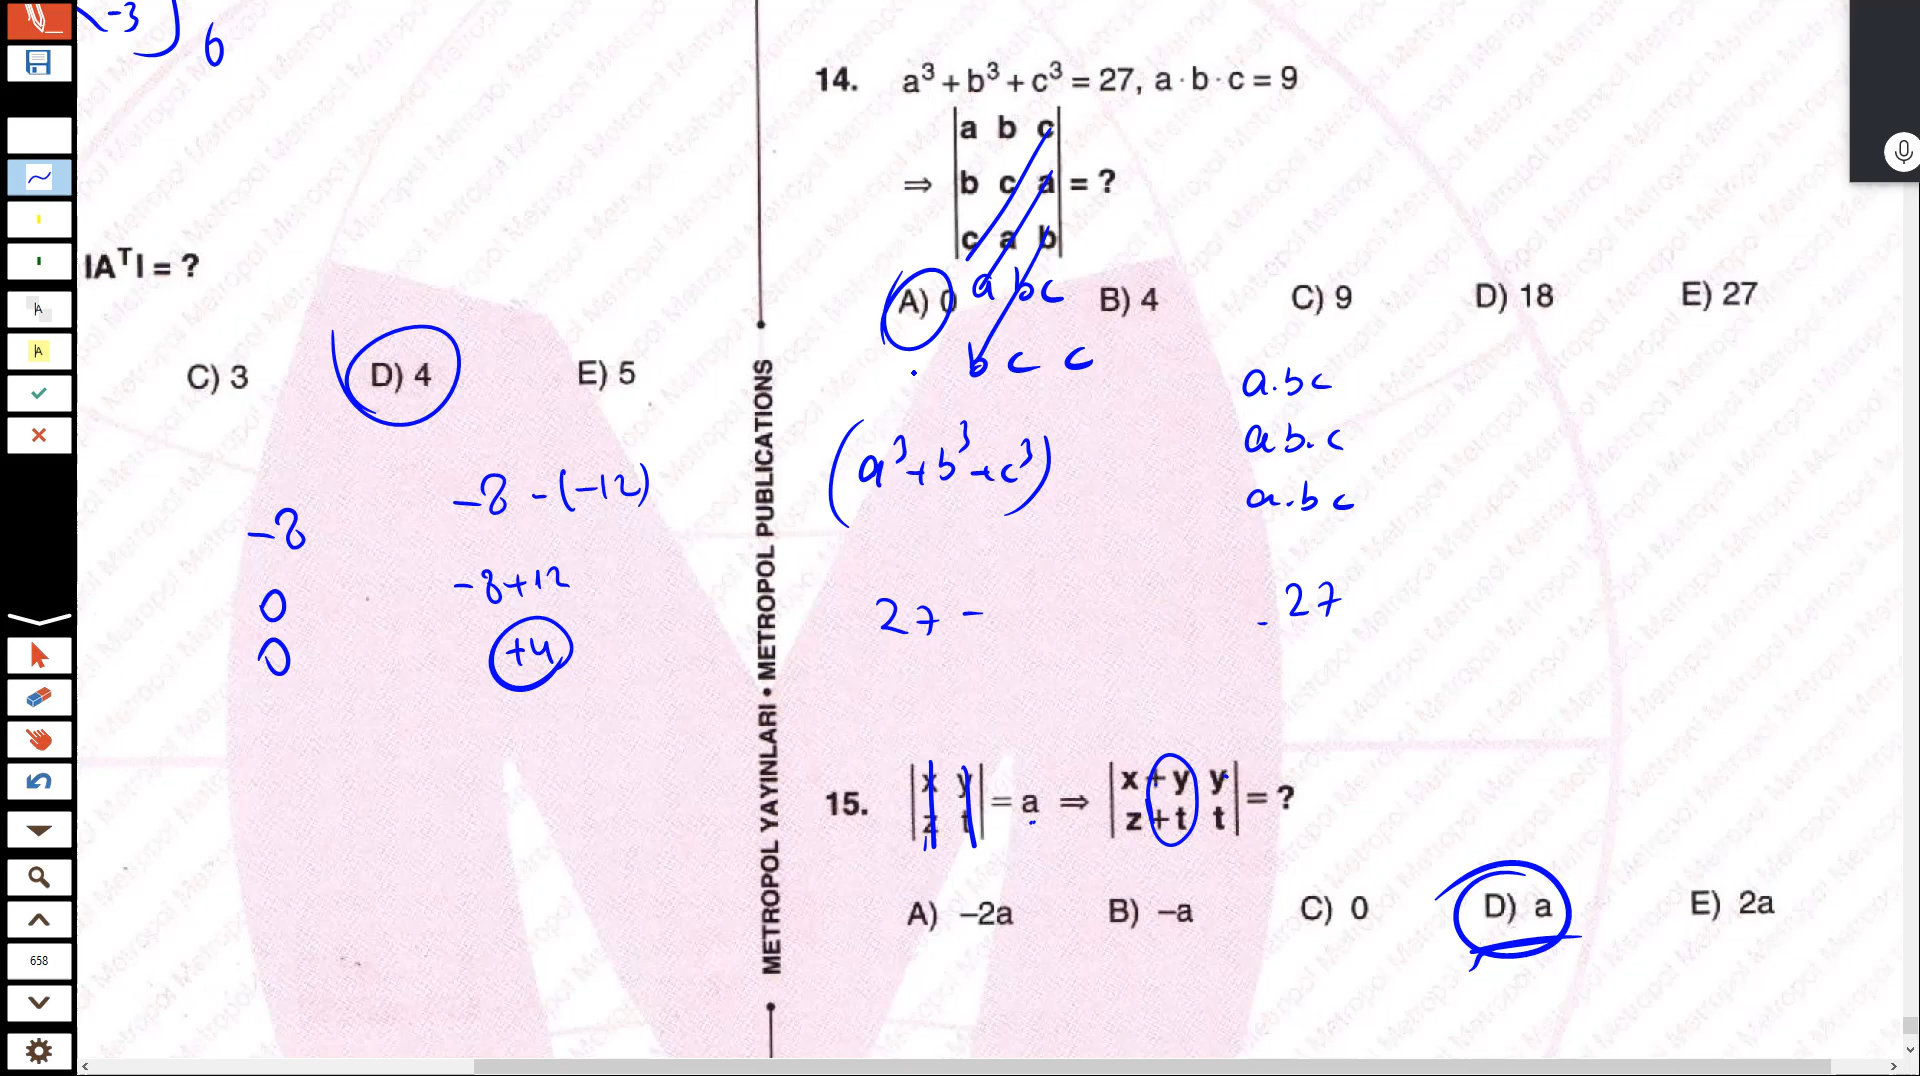 -3
6
|Aᵀ| = ?
C) 3 D) 4 E) 5
-8 - (-12)
-8
-8+12
0
0
+4
METROPOL YAYINLARI • METROPOL PUBLICATIONS
14. a³ + b³ + c³ = 27, a · b · c = 9
a b c
⇒ b c a = ?
c a b
A) 0 B) 4 C) 9 D) 18 E) 27
a b c
b c c
a.bc
(a³+b³+c³)
ab.c
a.bc
27 - - 27
15. |x y| = a ⇒ |x + y y| = ?
|z t| |z + t t|
A) –2a B) –a C) 0 D) a E) 2a
658